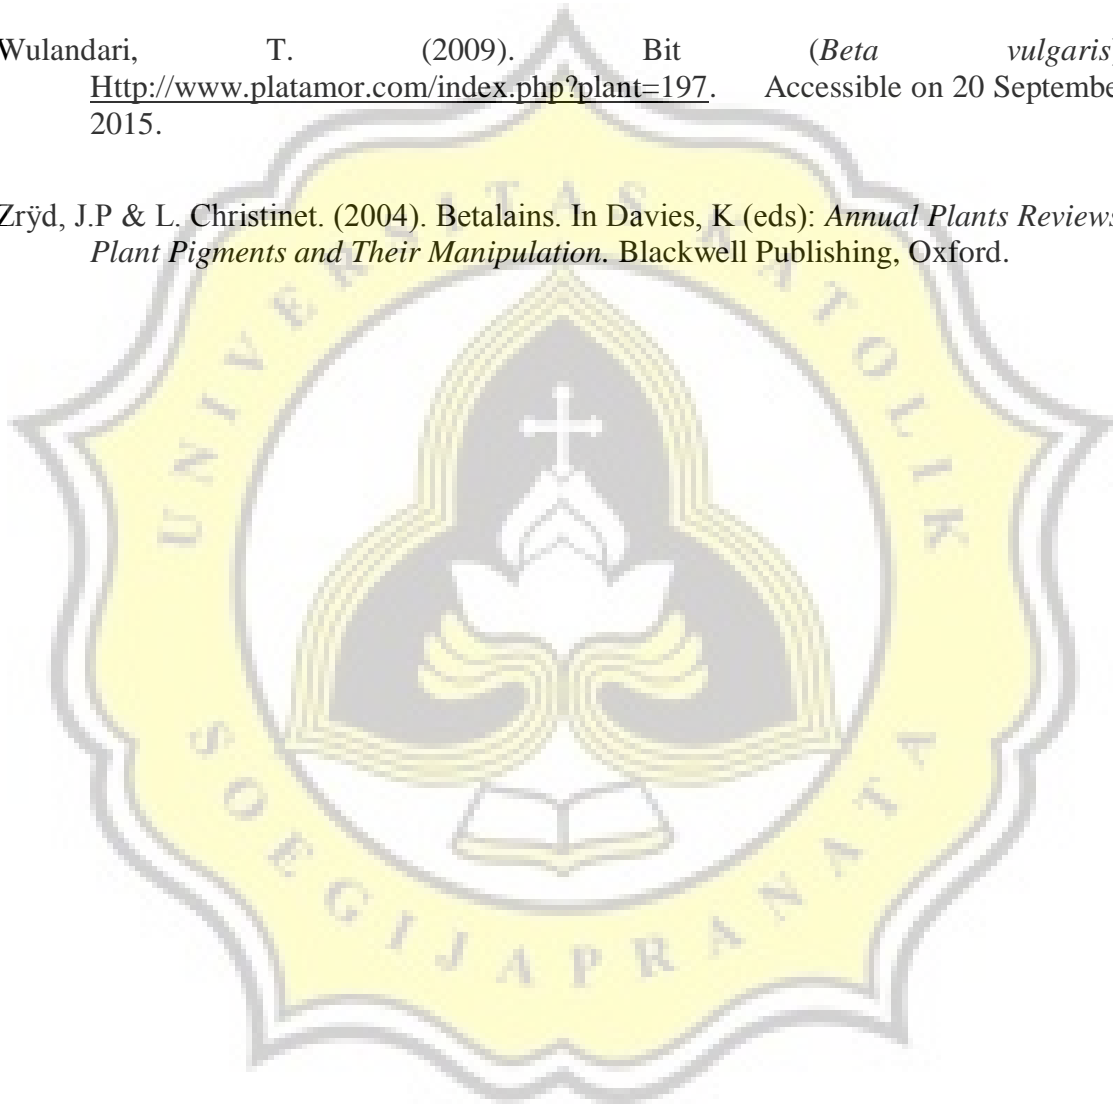 Wulandari, T. (2009). Bit (Beta vulgaris)
Http://www.platamor.com/index.php?plant=197. Accessible on 20 September
2015.
Zrÿd, J.P & L. Christinet. (2004). Betalains. In Davies, K (eds): Annual Plants Reviews
Plant Pigments and Their Manipulation. Blackwell Publishing, Oxford.
UNIVERSITAS KATOLIK
SOEGIJAPRANATA